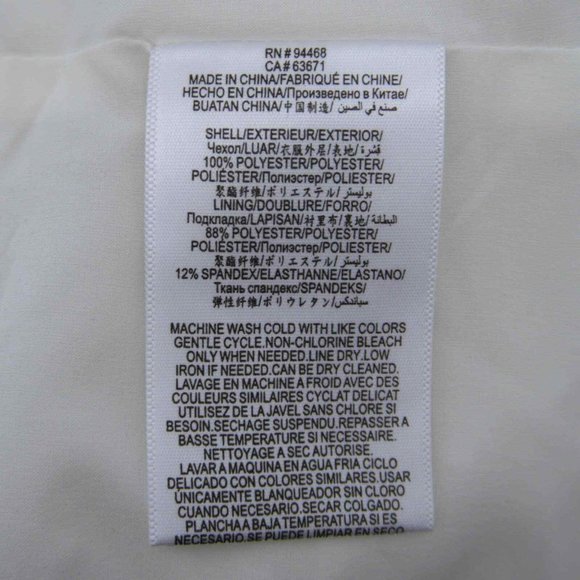 RN # 94468
CA# 63671
MADE IN CHINA/FABRIQUÉ EN CHINE/
HECHO EN CHINA/Произведено в Китае/
BUATAN CHINA/中国制造/ صنع في الصين/
SHELL/EXTERIEUR/EXTERIOR/
Чехол/LUAR/衣服外层/表地/قشرة/
100% POLYESTER/POLYESTER/
POLIÉSTER/Полиэстер/POLIESTER/
聚酯纤维/ポリエステル/بوليستر/
LINING/DOUBLURE/FORRO/
Подкладка/LAPISAN/衬里布/裏地/البطانة/
88% POLYESTER/POLYESTER/
POLIÉSTER/Полиэстер/POLIESTER/
聚酯纤维/ポリエステル/بوليستر/
12% SPANDEX/ELASTHANNE/ELASTANO/
Ткань спандекс/SPANDEKS/
弹性纤维/ポリウレタン/سباندكس/
MACHINE WASH COLD WITH LIKE COLORS
GENTLE CYCLE.NON-CHLORINE BLEACH
ONLY WHEN NEEDED.LINE DRY.LOW
IRON IF NEEDED.CAN BE DRY CLEANED.
LAVAGE EN MACHINE A FROID AVEC DES
COULEURS SIMILAIRES CYCLAT DELICAT
UTILISEZ DE LA JAVEL SANS CHLORE SI
BESOIN.SECHAGE SUSPENDU.REPASSER A
BASSE TEMPERATURE SI NECESSAIRE.
NETTOYAGE A SEC AUTORISE.
LAVAR A MAQUINA EN AGUA FRIA CICLO
DELICADO CON COLORES SIMILARES.USAR
ÚNICAMENTE BLANQUEADOR SIN CLORO
CUANDO NECESARIO.SECAR COLGADO.
PLANCHA A BAJA TEMPERATURA SI ES
NECESARIO.SE PUEDE LIMPIAR EN SECO